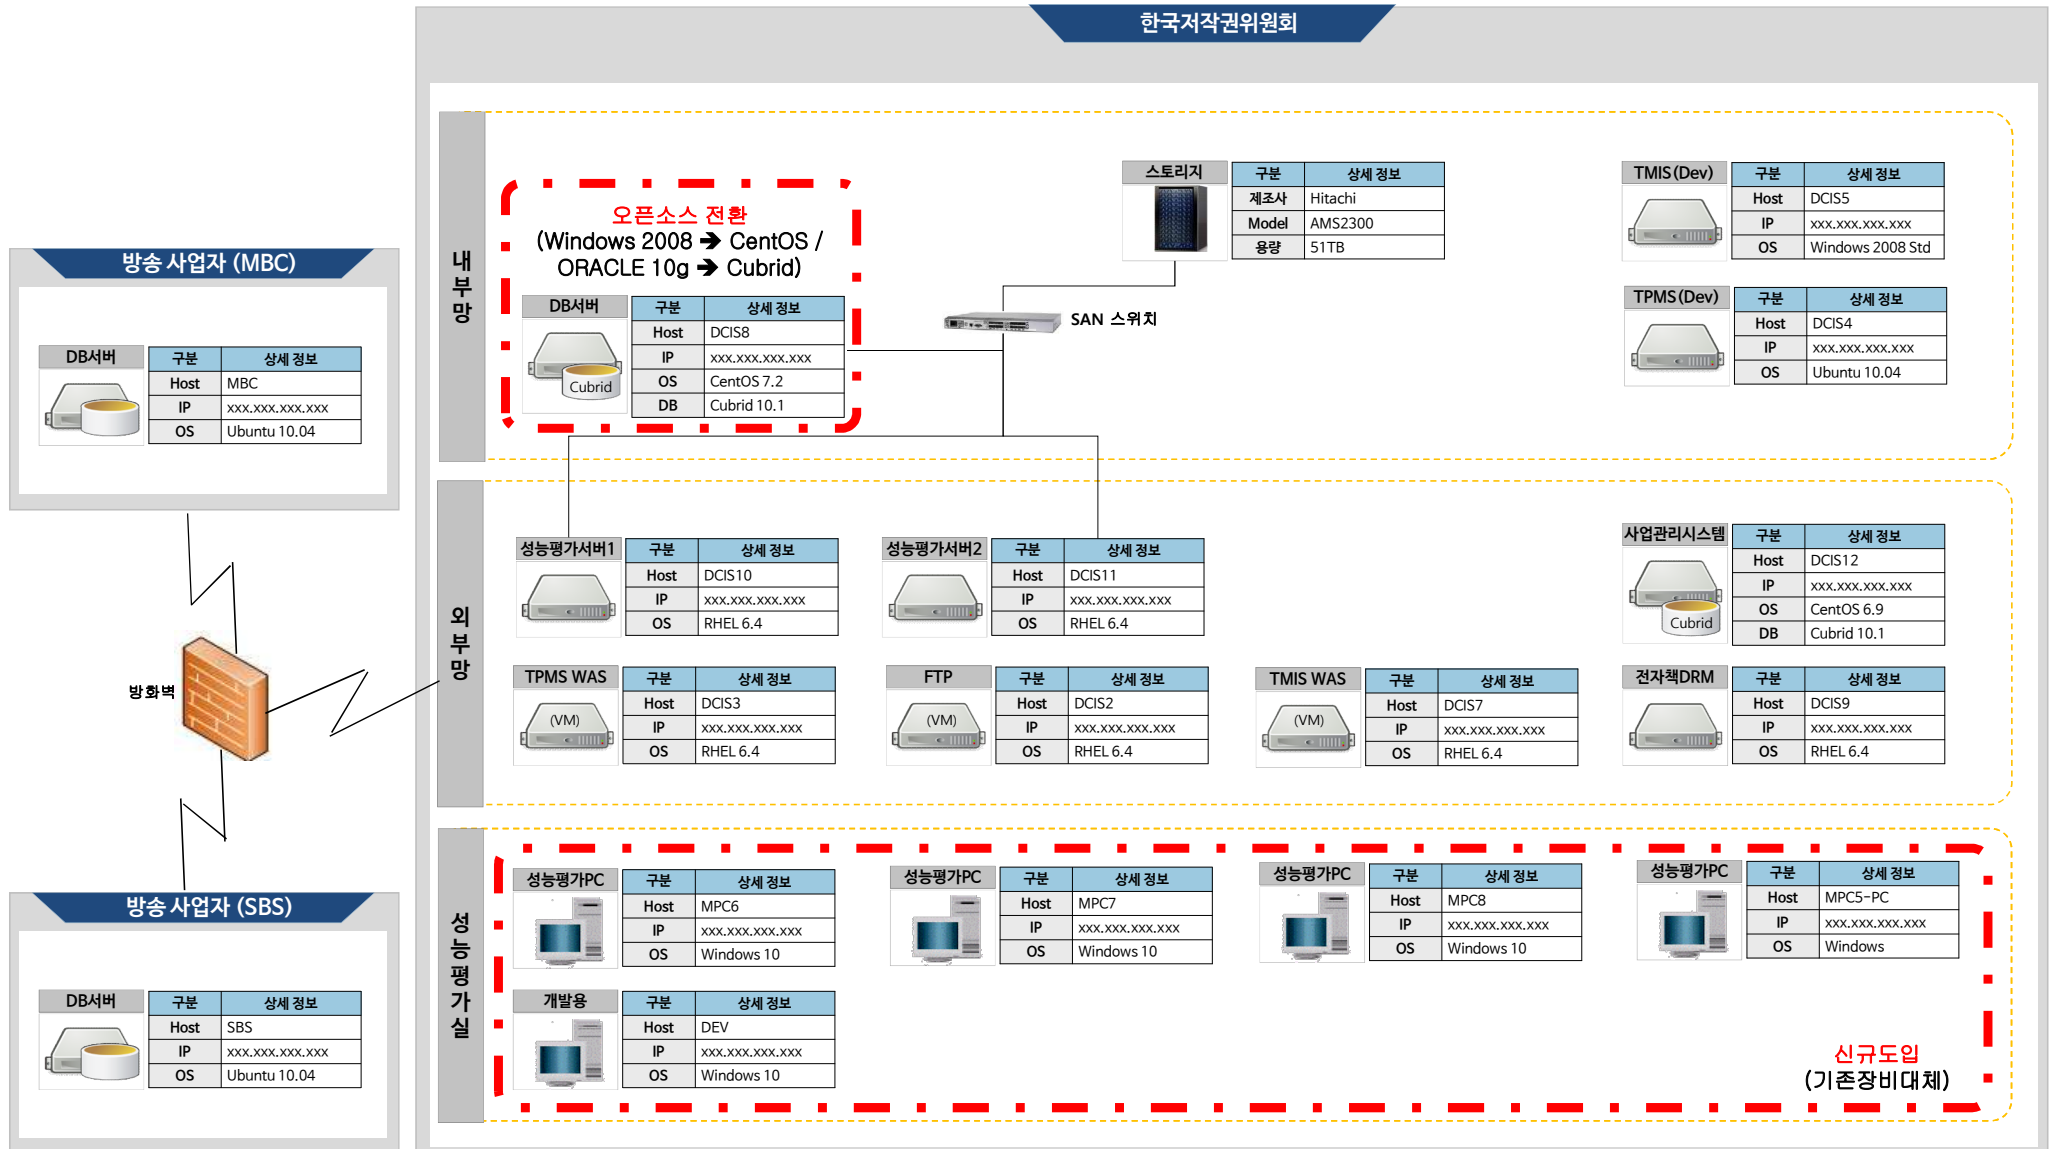 한국저작권위원회
내부망
오픈소스 전환
(Windows 2008 ➔ CentOS /
ORACLE 10g ➔ Cubrid)
DB서버
Cubrid
구분 상세 정보
Host DCIS8
IP xxx.xxx.xxx.xxx
OS CentOS 7.2
DB Cubrid 10.1
스토리지
구분 상세 정보
제조사 Hitachi
Model AMS2300
용량 51TB
SAN 스위치
TMIS(Dev)
구분 상세 정보
Host DCIS5
IP xxx.xxx.xxx.xxx
OS Windows 2008 Std
TPMS(Dev)
구분 상세 정보
Host DCIS4
IP xxx.xxx.xxx.xxx
OS Ubuntu 10.04
방송 사업자 (MBC)
DB서버
구분 상세 정보
Host MBC
IP xxx.xxx.xxx.xxx
OS Ubuntu 10.04
방화벽
방송 사업자 (SBS)
DB서버
구분 상세 정보
Host SBS
IP xxx.xxx.xxx.xxx
OS Ubuntu 10.04
외부망
성능평가서버1
구분 상세 정보
Host DCIS10
IP xxx.xxx.xxx.xxx
OS RHEL 6.4
성능평가서버2
구분 상세 정보
Host DCIS11
IP xxx.xxx.xxx.xxx
OS RHEL 6.4
사업관리시스템
Cubrid
구분 상세 정보
Host DCIS12
IP xxx.xxx.xxx.xxx
OS CentOS 6.9
DB Cubrid 10.1
TPMS WAS
(VM)
구분 상세 정보
Host DCIS3
IP xxx.xxx.xxx.xxx
OS RHEL 6.4
FTP
(VM)
구분 상세 정보
Host DCIS2
IP xxx.xxx.xxx.xxx
OS RHEL 6.4
TMIS WAS
(VM)
구분 상세 정보
Host DCIS7
IP xxx.xxx.xxx.xxx
OS RHEL 6.4
전자책DRM
구분 상세 정보
Host DCIS9
IP xxx.xxx.xxx.xxx
OS RHEL 6.4
성능평가실
성능평가PC
구분 상세 정보
Host MPC6
IP xxx.xxx.xxx.xxx
OS Windows 10
성능평가PC
구분 상세 정보
Host MPC7
IP xxx.xxx.xxx.xxx
OS Windows 10
성능평가PC
구분 상세 정보
Host MPC8
IP xxx.xxx.xxx.xxx
OS Windows 10
성능평가PC
구분 상세 정보
Host MPC5-PC
IP xxx.xxx.xxx.xxx
OS Windows
개발용
구분 상세 정보
Host DEV
IP xxx.xxx.xxx.xxx
OS Windows 10
신규도입
(기존장비대체)